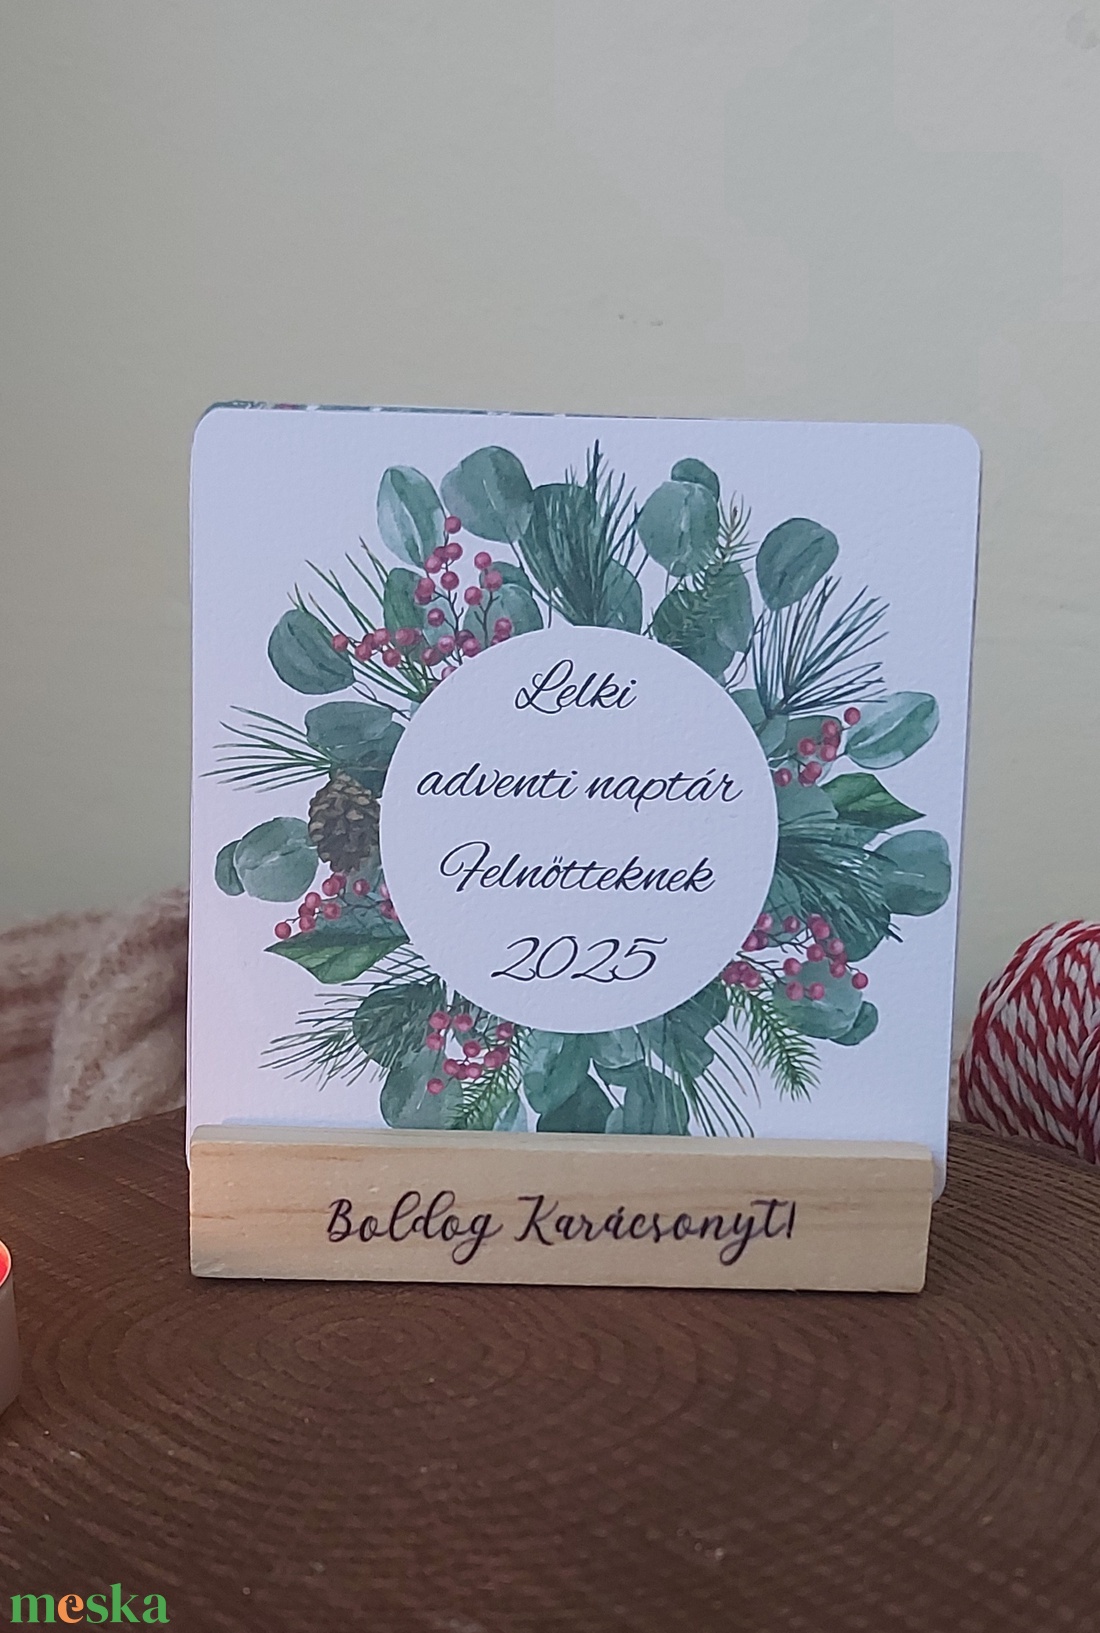 Lelki
adventi naptár
Felnőtteknek
2025
Boldog Karácsonyt!
meska